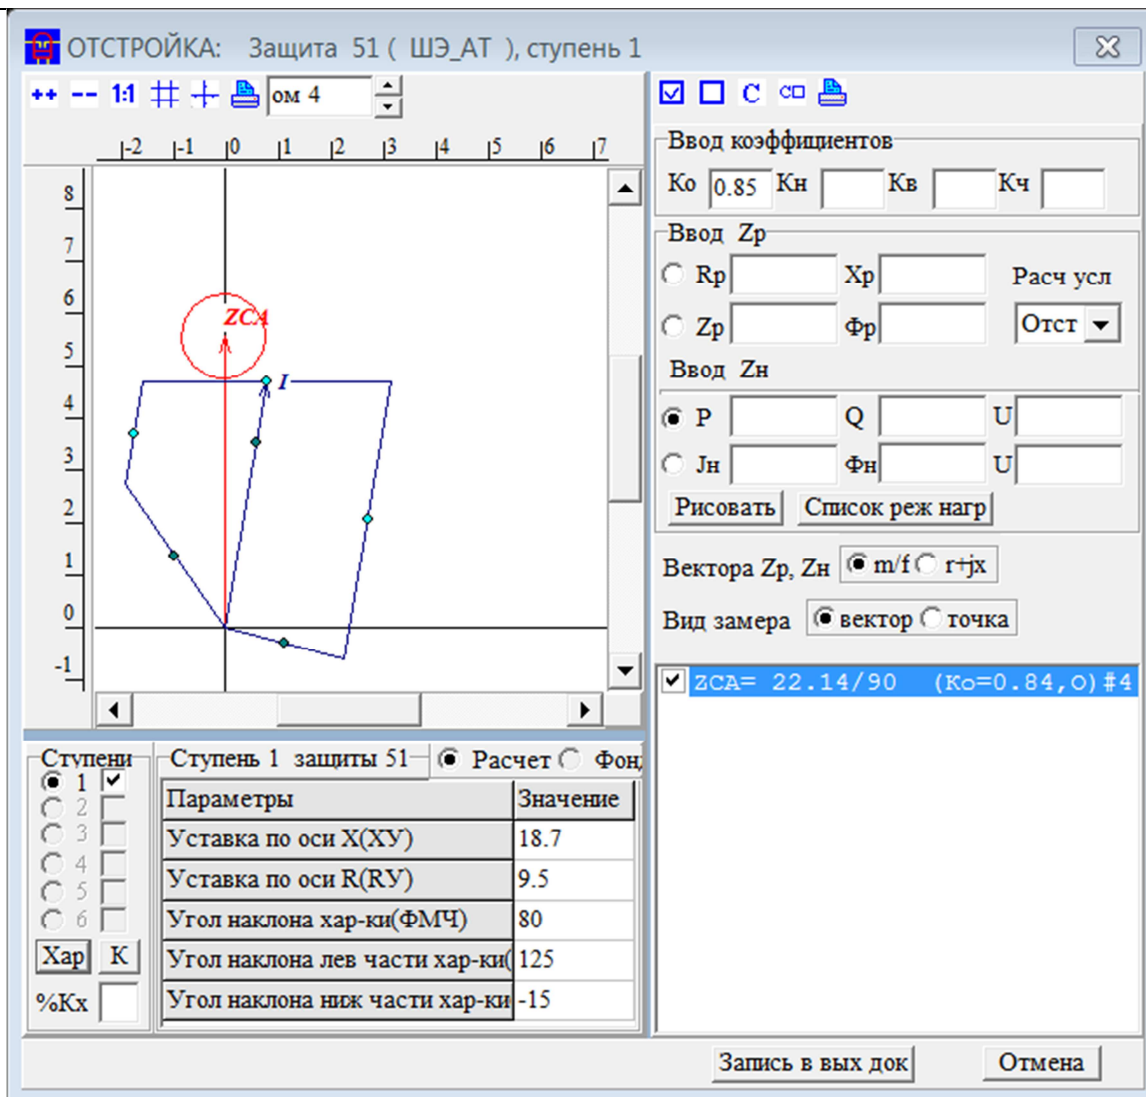 ОТСТРОЙКА: Защита 51 ( ШЭ_АТ ), ступень 1
++ -- 1:1 ом 4
C C
-2 -1 0 1 2 3 4 5 6 7
8
7
6
5
4
3
2
1
0
-1
ZCA
I
Ввод коэффициентов
Ко 0.85 Кн Кв Кч
Ввод Zр
Rр Xр Расч усл
Zр Фр Отст
Ввод Zн
P Q U
Jн Фн U
Рисовать Список реж нагр
Вектора Zр, Zн m/f r+jx
Вид замера вектор точка
ZCA= 22.14/90 (Ко=0.84,О)#4
Ступени
1
2
3
4
5
6
Хар К
%Кх
Ступень 1 защиты 51 Расчет Фон
Параметры Значение
Уставка по оси X(ХУ) 18.7
Уставка по оси R(RУ) 9.5
Угол наклона хар-ки(ФМЧ) 80
Угол наклона лев части хар-ки( 125
Угол наклона ниж части хар-ки -15
Запись в вых док Отмена